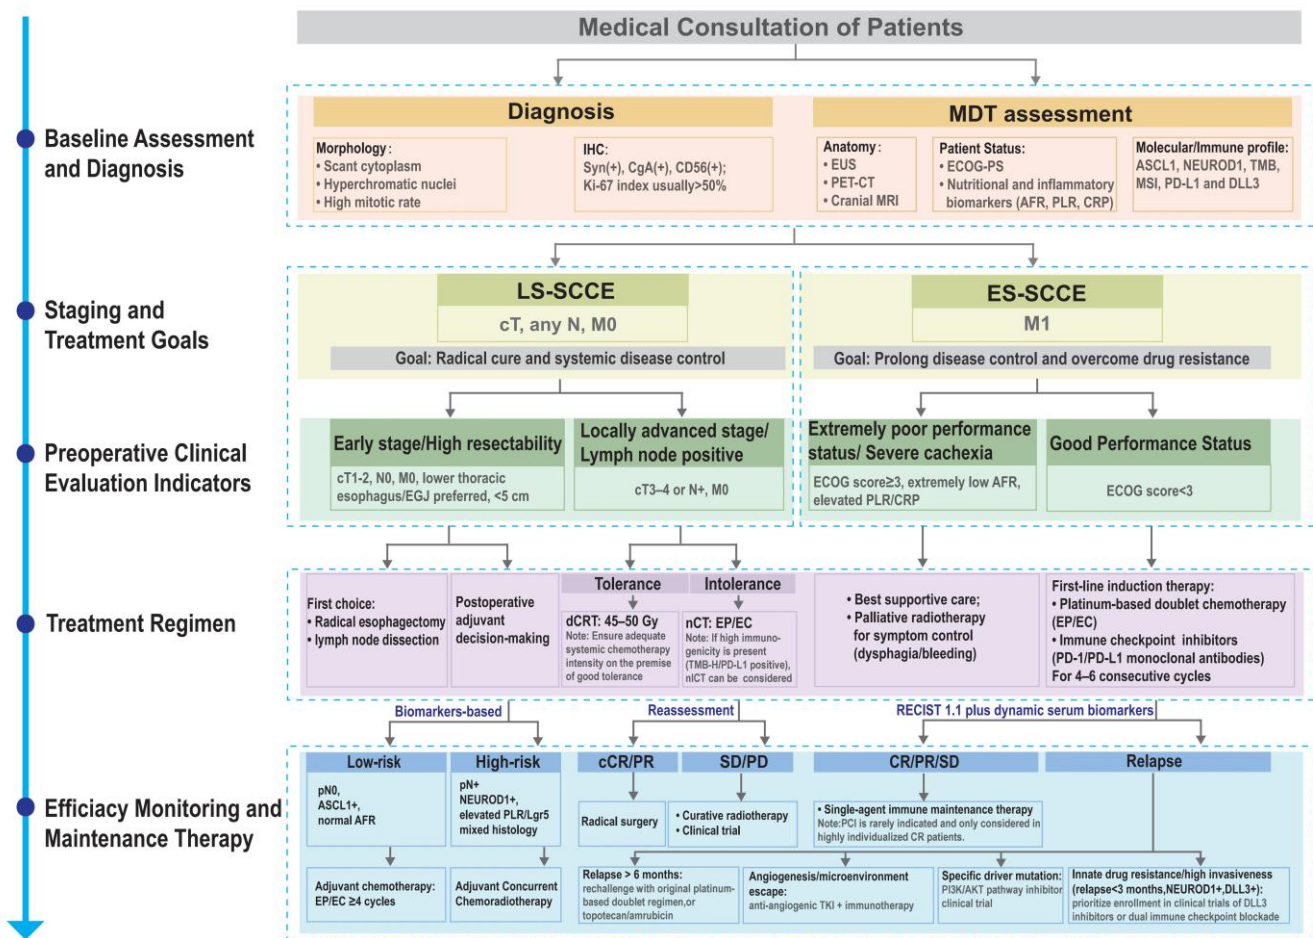 Medical Consultation of Patients
Baseline Assessment
and Diagnosis
Diagnosis
Morphology:
• Scant cytoplasm
• Hyperchromatic nuclei
• High mitotic rate
IHC:
Syn(+), CgA(+), CD56(+);
Ki-67 index usually>50%
MDT assessment
Anatomy:
• EUS
• PET-CT
• Cranial MRI
Patient Status:
• ECOG-PS
• Nutritional and inflammatory
biomarkers (AFR, PLR, CRP)
Molecular/Immune profile:
ASCL1, NEUROD1, TMB,
MSI, PD-L1 and DLL3
Staging and
Treatment Goals
LS-SCCE
cT, any N, M0
Goal: Radical cure and systemic disease control
ES-SCCE
M1
Goal: Prolong disease control and overcome drug resistance
Preoperative Clinical
Evaluation Indicators
Early stage/High resectability
cT1-2, N0, M0, lower thoracic
esophagus/EGJ preferred, <5 cm
Locally advanced stage/
Lymph node positive
cT3–4 or N+, M0
Extremely poor performance
status/ Severe cachexia
ECOG score≥3, extremely low AFR,
elevated PLR/CRP
Good Performance Status
ECOG score<3
Treatment Regimen
First choice:
• Radical esophagectomy
• lymph node dissection
Postoperative
adjuvant
decision-making
Tolerance
dCRT: 45–50 Gy
Note: Ensure adequate
systemic chemotherapy
intensity on the premise
of good tolerance
Intolerance
nCT: EP/EC
Note: If high immuno-
genicity is present
(TMB-H/PD-L1 positive),
nICT can be considered
• Best supportive care;
• Palliative radiotherapy
for symptom control
(dysphagia/bleeding)
First-line induction therapy:
• Platinum-based doublet chemotherapy
(EP/EC)
• Immune checkpoint inhibitors
(PD-1/PD-L1 monoclonal antibodies)
For 4–6 consecutive cycles
Biomarkers-based
Reassessment
RECIST 1.1 plus dynamic serum biomarkers
Efficiacy Monitoring and
Maintenance Therapy
Low-risk
pN0,
ASCL1+,
normal AFR
High-risk
pN+
NEUROD1+,
elevated PLR/Lgr5
mixed histology
cCR/PR
Radical surgery
SD/PD
• Curative radiotherapy
• Clinical trial
CR/PR/SD
• Single-agent immune maintenance therapy
Note:PCI is rarely indicated and only considered in
highly individualized CR patients.
Relapse
Adjuvant chemotherapy:
EP/EC ≥4 cycles
Adjuvant Concurrent
Chemoradiotherapy
Relapse > 6 months:
rechallenge with original platinum-
based doublet regimen,or
topotecan/amrubicin
Angiogenesis/microenvironment
escape:
anti-angiogenic TKI + immunotherapy
Specific driver mutation:
PI3K/AKT pathway inhibitor
clinical trial
Innate drug resistance/high invasiveness
(relapse<3 months,NEUROD1+,DLL3+):
prioritize enrollment in clinical trials of DLL3
inhibitors or dual immune checkpoint blockade